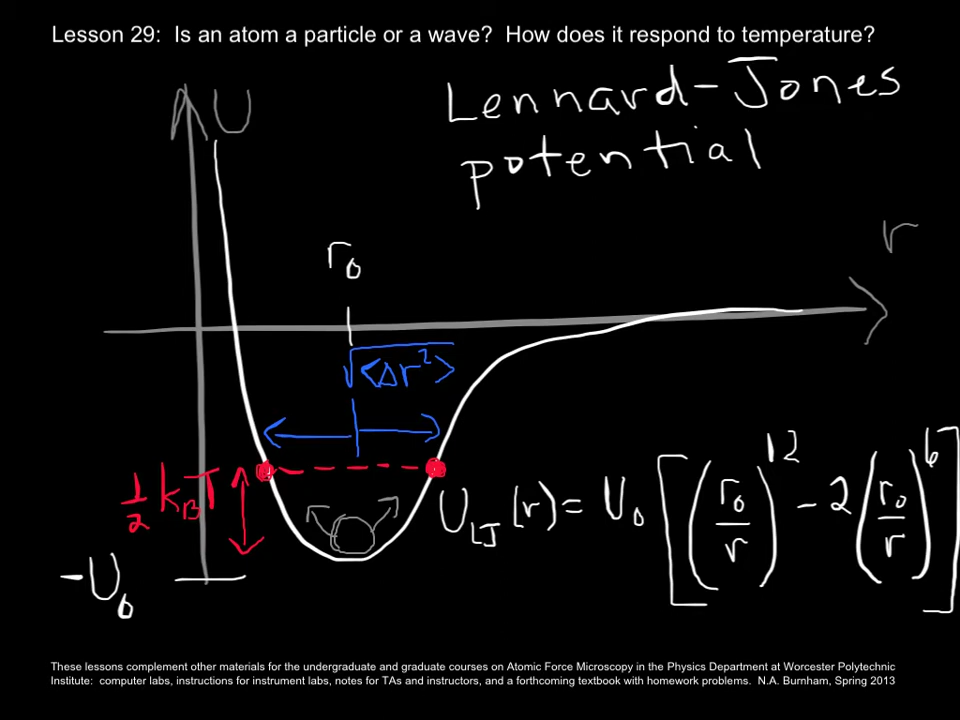 Lesson 29: Is an atom a particle or a wave? How does it respond to temperature?
Lennard-Jones
potential
U
r
r₀
√<Δr²>
½ k_B T
-U₀
U_LJ (r) = U₀ [(r₀/r)¹² - 2(r₀/r)⁶]
These lessons complement other materials for the undergraduate and graduate courses on Atomic Force Microscopy in the Physics Department at Worcester Polytechnic
Institute: computer labs, instructions for instrument labs, notes for TAs and instructors, and a forthcoming textbook with homework problems. N.A. Burnham, Spring 2013